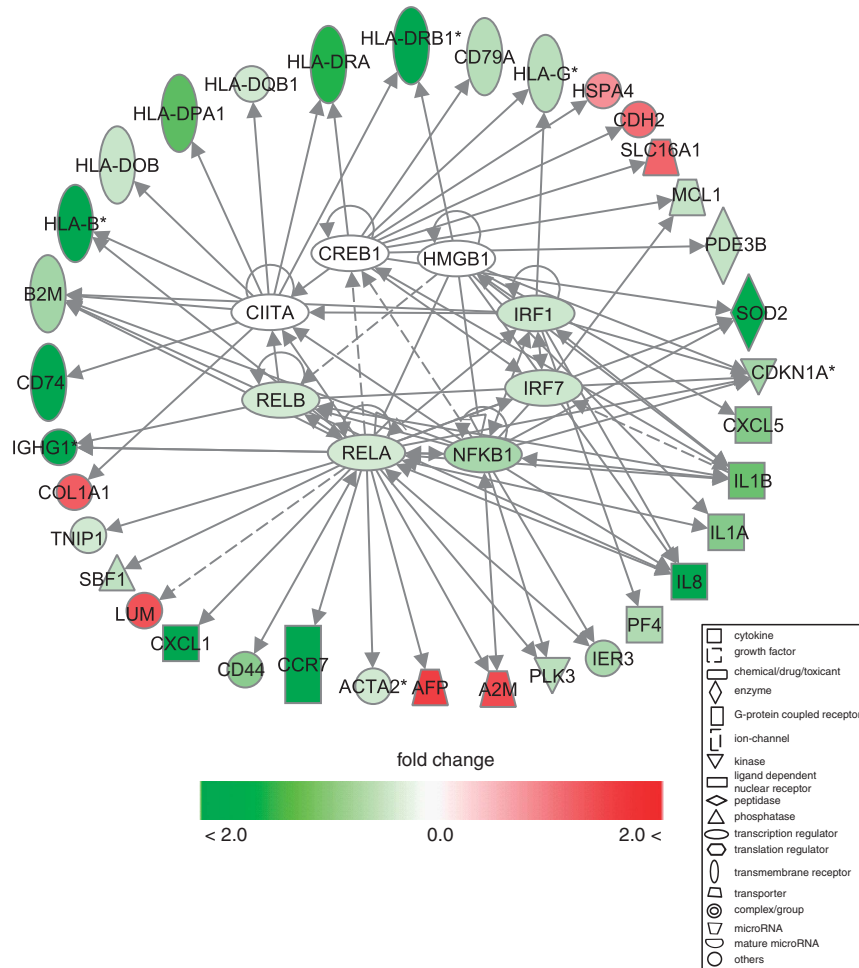 HLA-DRB1*
HLA-DRA
CD79A
HLA-G*
HLA-DQB1
HSPA4
HLA-DPA1
CDH2
SLC16A1
HLA-DOB
MCL1
HLA-B*
PDE3B
CREB1
HMGB1
B2M
CIITA
IRF1
SOD2
CD74
CDKN1A*
IRF7
RELB
CXCL5
IGHG1*
RELA
NFKB1
IL1B
COL1A1
TNIP1
IL1A
SBF1
IL8
LUM
CXCL1
PF4
CD44
CCR7
ACTA2*
AFP
A2M
PLK3
IER3
fold change
< 2.0
0.0
2.0 <
cytokine
growth factor
chemical/drug/toxicant
enzyme
G-protein coupled receptor
ion-channel
kinase
ligand dependent
nuclear receptor
peptidase
phosphatase
transcription regulator
translation regulator
transmembrane receptor
transporter
complex/group
microRNA
mature microRNA
others